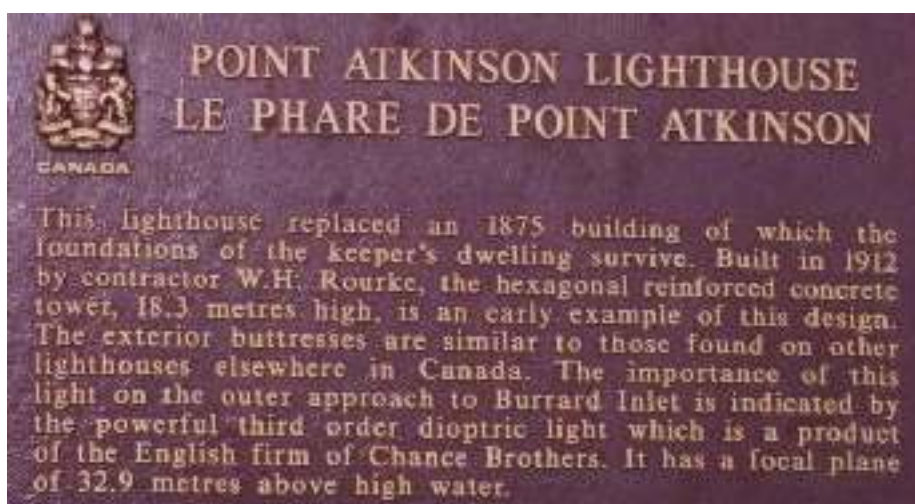 POINT ATKINSON LIGHTHOUSE
LE PHARE DE POINT ATKINSON
CANADA
This lighthouse replaced an 1875 building of which the
foundations of the keeper's dwelling survive. Built in 1912
by contractor W.H. Rourke, the hexagonal reinforced concrete
tower, 18.3 metres high, is an early example of this design.
The exterior buttresses are similar to those found on other
lighthouses elsewhere in Canada. The importance of this
light on the outer approach to Burrard Inlet is indicated by
the powerful third order dioptric light which is a product
of the English firm of Chance Brothers. It has a focal plane
of 32.9 metres above high water.